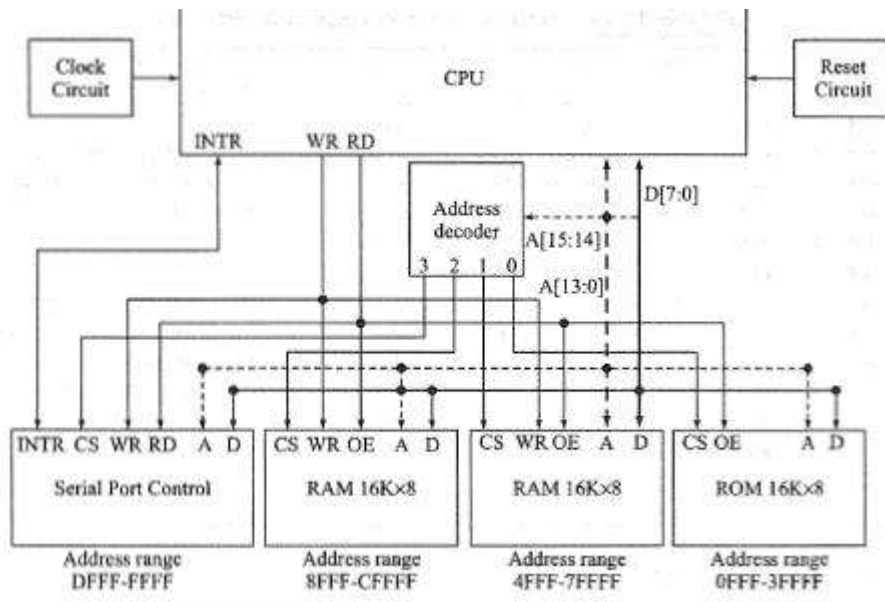 Clock
Circuit
CPU
Reset
Circuit
INTR WR RD
Address
decoder
D[7:0]
A[15:14]
3 2 1 0
A[13:0]
INTR CS WR RD A D
CS WR OE A D
CS WR OE A D
CS OE A D
Serial Port Control
RAM 16K×8
RAM 16K×8
ROM 16K×8
Address range
DFFF-FFFF
Address range
8FFF-CFFFF
Address range
4FFF-7FFFF
Address range
0FFF-3FFFF